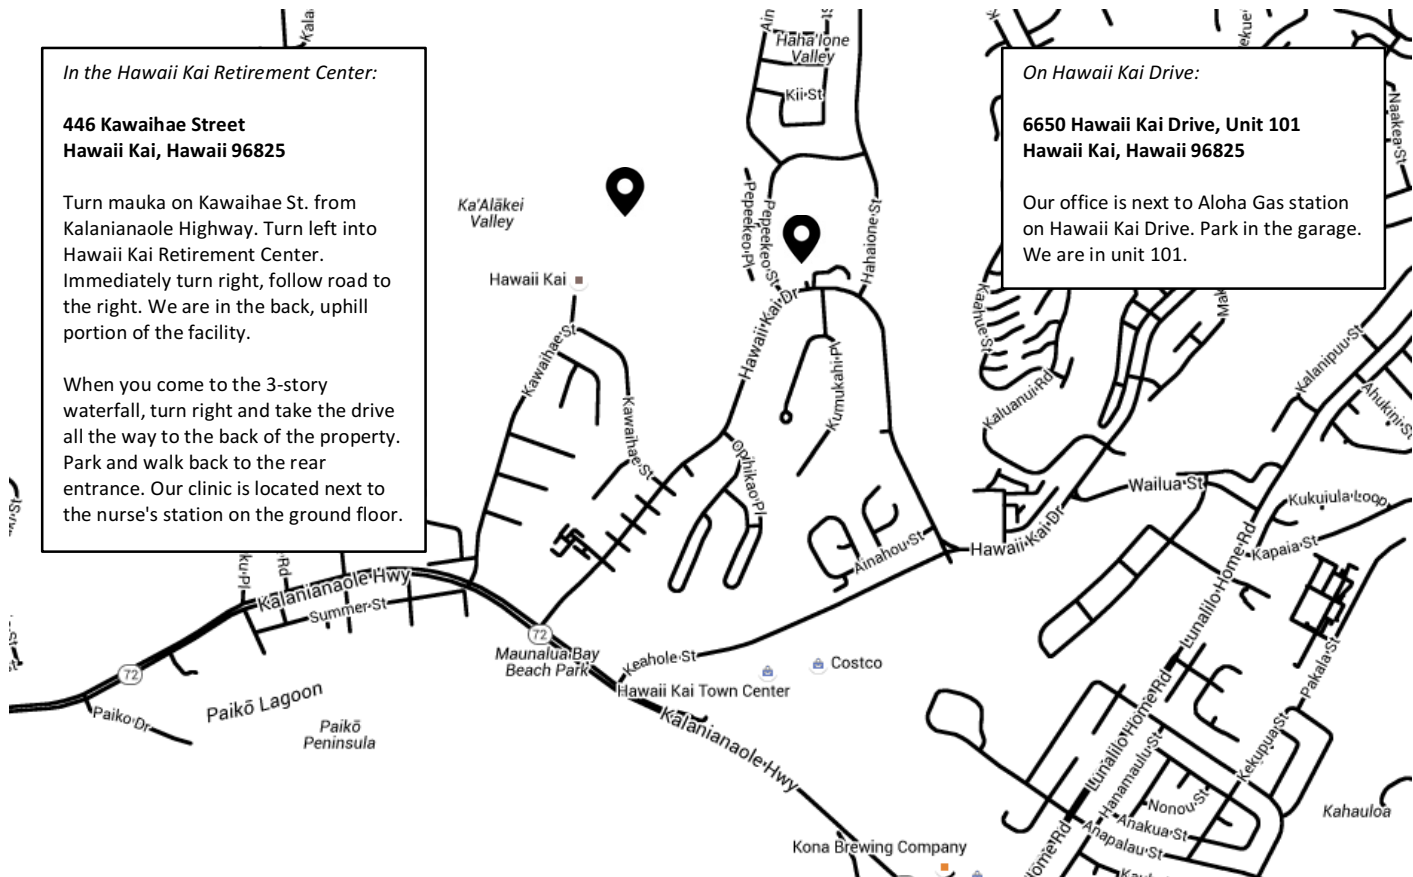 In the Hawaii Kai Retirement Center:
446 Kawaihae Street
Hawaii Kai, Hawaii 96825
Turn mauka on Kawaihae St. from
Kalanianaole Highway. Turn left into
Hawaii Kai Retirement Center.
Immediately turn right, follow road to
the right. We are in the back, uphill
portion of the facility.
When you come to the 3-story
waterfall, turn right and take the drive
all the way to the back of the property.
Park and walk back to the rear
entrance. Our clinic is located next to
the nurse's station on the ground floor.
On Hawaii Kai Drive:
6650 Hawaii Kai Drive, Unit 101
Hawaii Kai, Hawaii 96825
Our office is next to Aloha Gas station
on Hawaii Kai Drive. Park in the garage.
We are in unit 101.
Haha'Ione
Valley
Kii St
Ka'Alākei
Valley
Pepeekeo Pl
Pepeekeo St
Hahaione St
Naakea St
Hawaii Kai
Hawaii Kai Dr
Kawaihae St
Kawaihae St
Kumukahi Pl
Kaahue St
Kaluanui Rd
Kalanipuu St
Ahukini St
Opihikao Pl
Wailua St
Kukuiula Loop
Hawaii Kai Dr
Ainahou St
Kapaia St
Lunalilo Home Rd
Rd
Kalanianaole Hwy
Summer St
72
72
Maunalua Bay
Beach Park
Keahole St
Costco
Hawaii Kai Town Center
Pakala St
Paikō Lagoon
Paiko Dr
Paikō
Peninsula
Kalanianaole Hwy
Lunalilo Home Rd
Hanamaulu St
Kekupua St
Nonou St
Anakua St
Anapalau St
Kahauloa
Kona Brewing Company
Home Rd